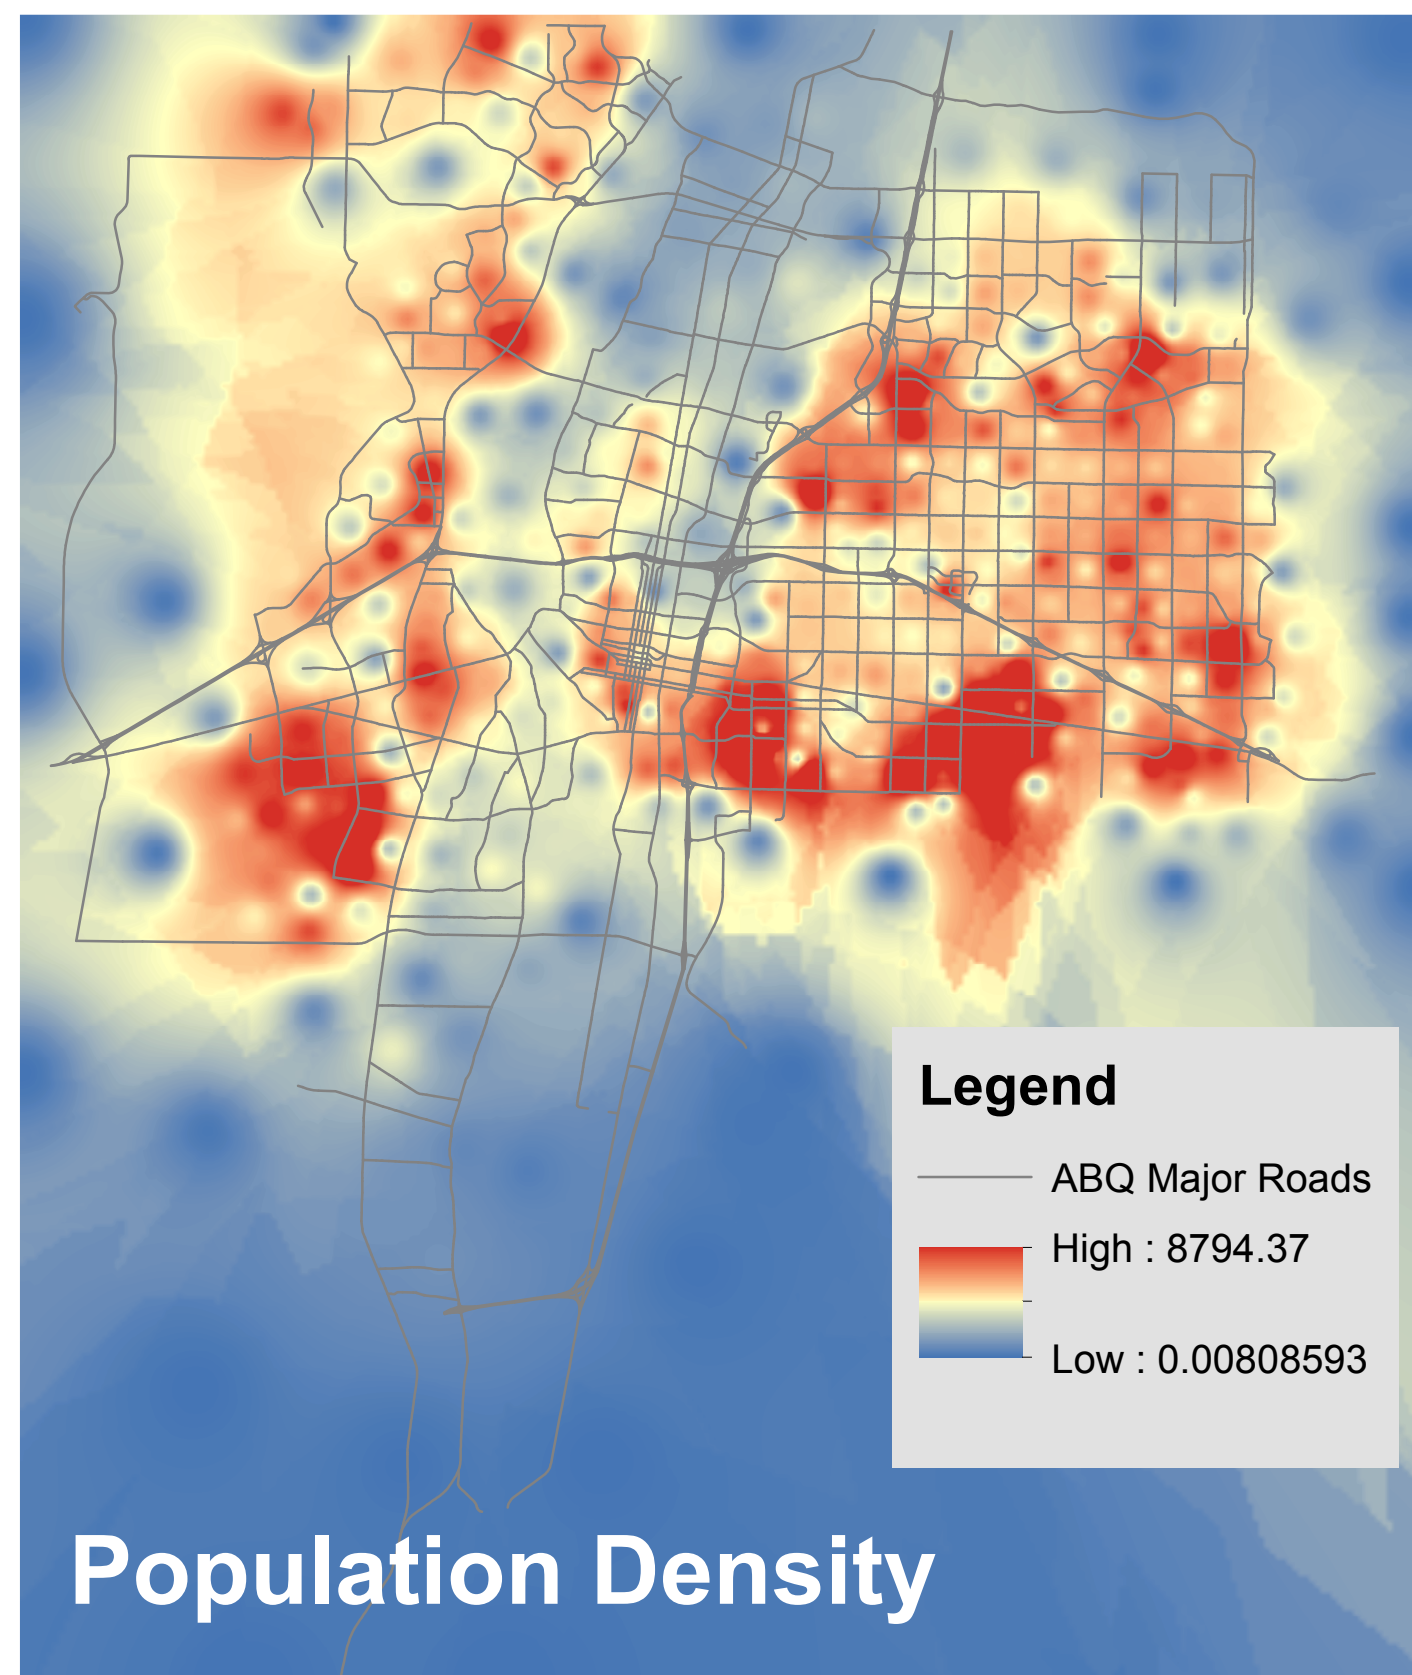 Legend
ABQ Major Roads
High : 8794.37
Low : 0.00808593
Population Density